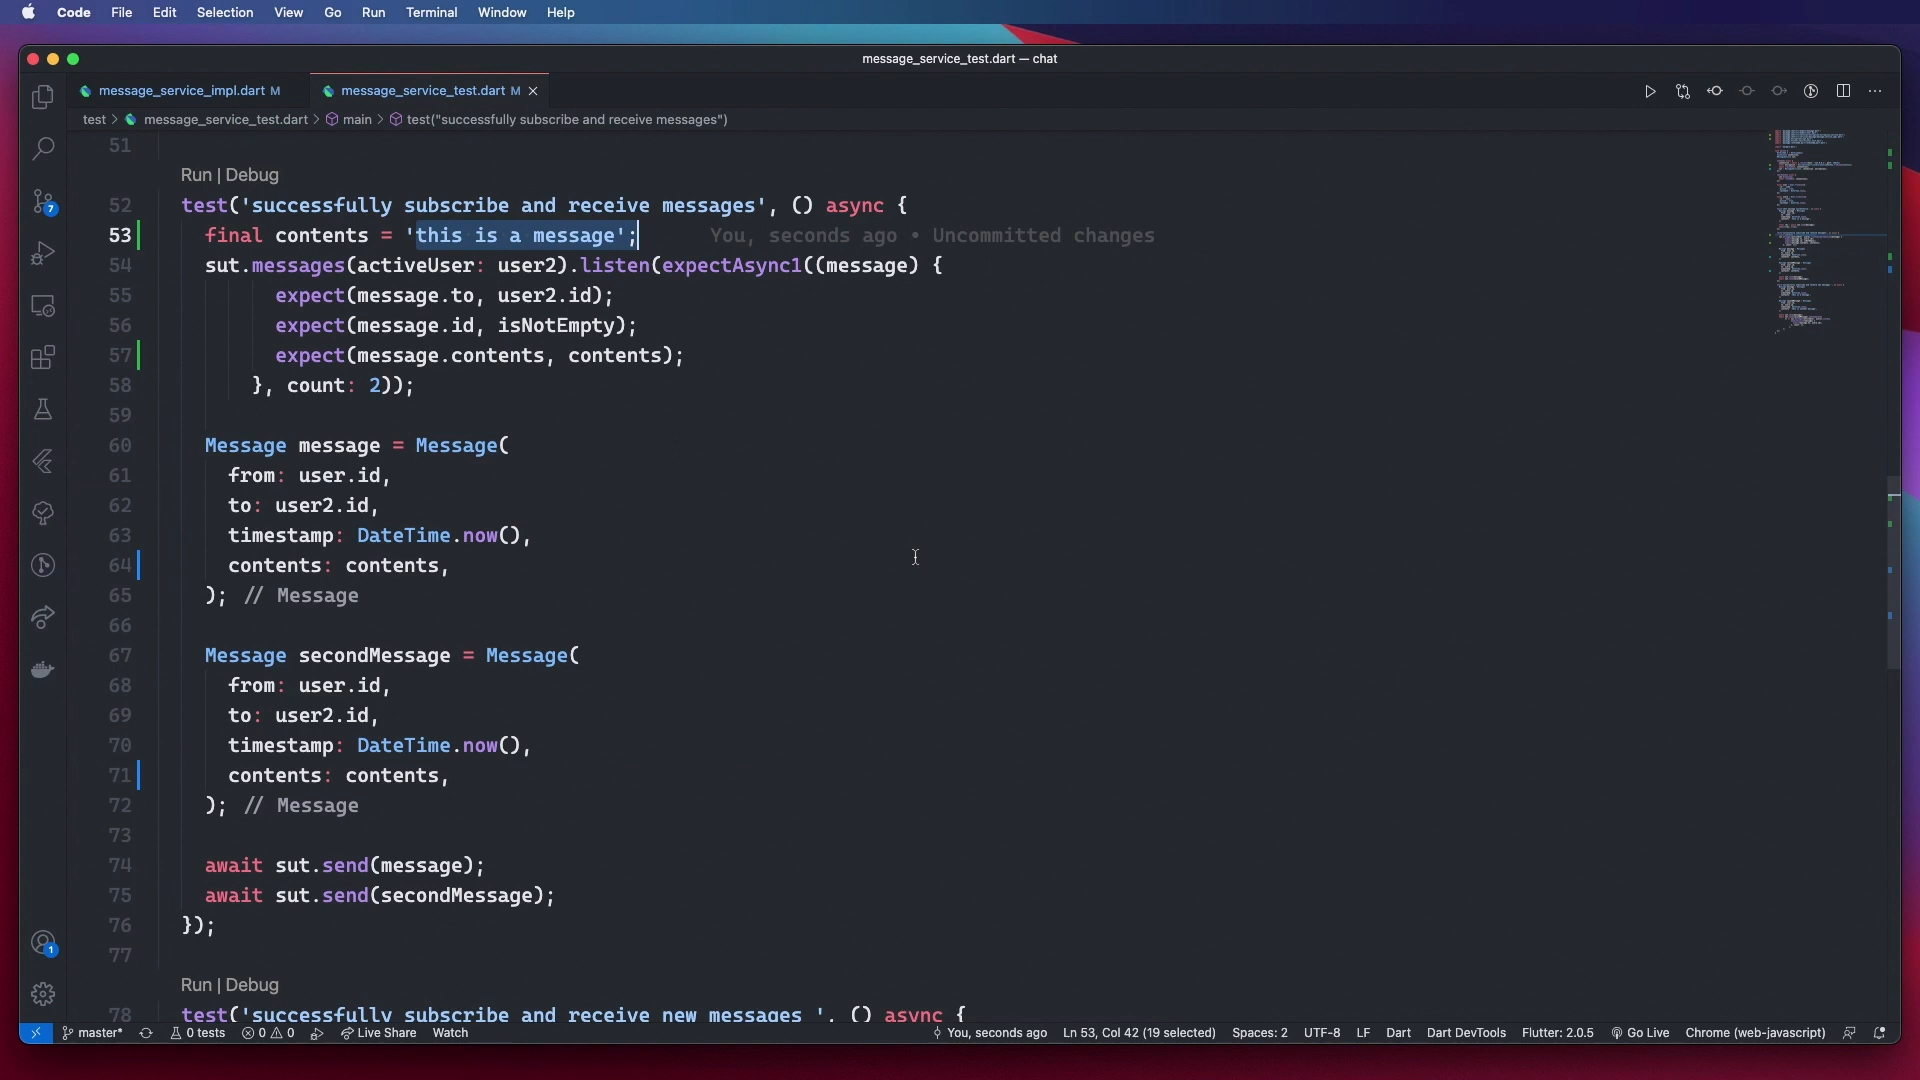 Code File Edit Selection View Go Run Terminal Window Help
message_service_test.dart — chat
message_service_impl.dart M
message_service_test.dart M
test > message_service_test.dart > main > test("successfully subscribe and receive messages")
51
Run | Debug
52 test('successfully subscribe and receive messages', () async {
53 final contents = 'this is a message'; You, seconds ago • Uncommitted changes
54 sut.messages(activeUser: user2).listen(expectAsync1((message) {
55 expect(message.to, user2.id);
56 expect(message.id, isNotEmpty);
57 expect(message.contents, contents);
58 }, count: 2));
59
60 Message message = Message(
61 from: user.id,
62 to: user2.id,
63 timestamp: DateTime.now(),
64 contents: contents,
65 ); // Message
66
67 Message secondMessage = Message(
68 from: user.id,
69 to: user2.id,
70 timestamp: DateTime.now(),
71 contents: contents,
72 ); // Message
73
74 await sut.send(message);
75 await sut.send(secondMessage);
76 });
77
Run | Debug
78 test('successfully subscribe and receive new messages ', () async {
7
1
master* 0 tests 0 0 Live Share Watch
You, seconds ago Ln 53, Col 42 (19 selected) Spaces: 2 UTF-8 LF Dart Dart DevTools Flutter: 2.0.5 Go Live Chrome (web-javascript)